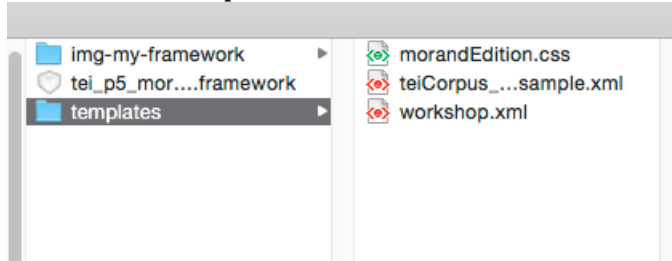 img-my-framework
tei_p5_mor....framework
templates
morandEdition.css
teiCorpus_...sample.xml
workshop.xml